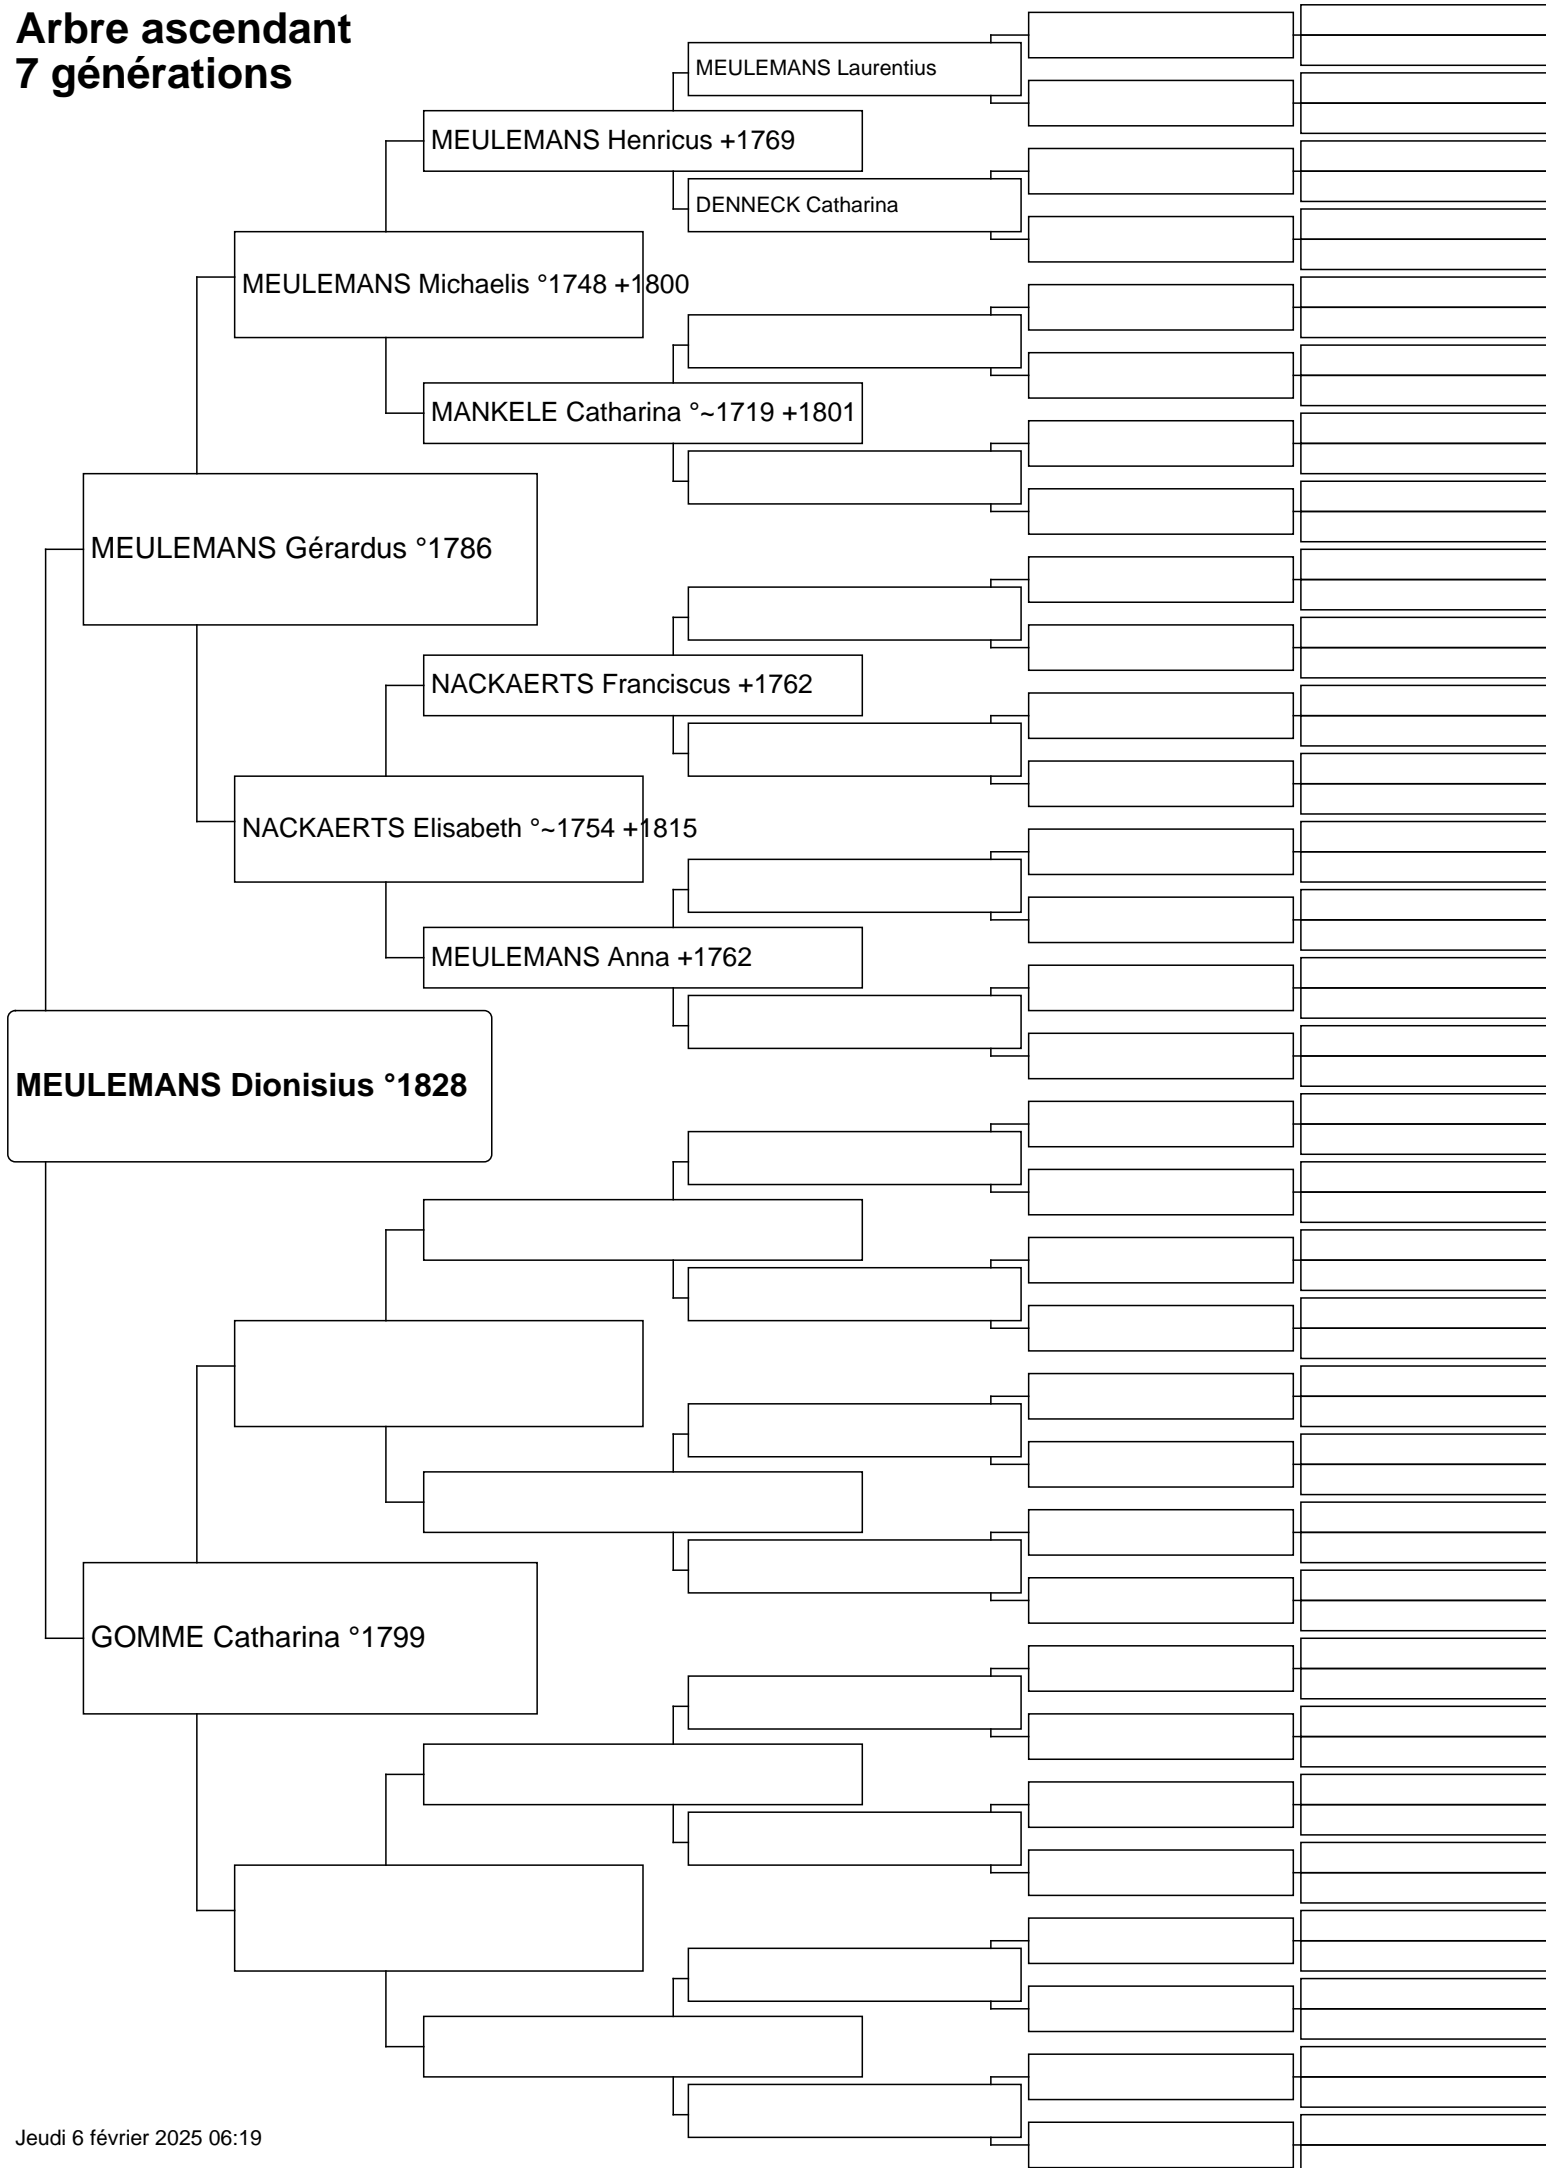 Arbre ascendant
7 générations
MEULEMANS Laurentius
MEULEMANS Henricus +1769
DENNECK Catharina
MEULEMANS Michaelis °1748 +1800
MANKELE Catharina °~1719 +1801
MEULEMANS Gérardus °1786
NACKAERTS Franciscus +1762
NACKAERTS Elisabeth °~1754 +1815
MEULEMANS Anna +1762
MEULEMANS Dionisius °1828
GOMME Catharina °1799
Jeudi 6 février 2025 06:19